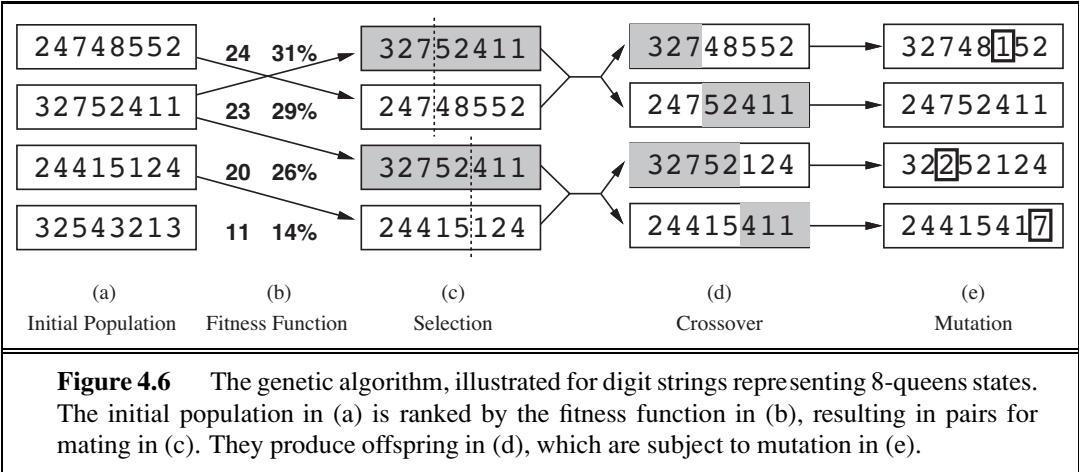 24748552 24 31% 32752411 32748552 32748152
32752411 23 29% 24748552 24752411 24752411
24415124 20 26% 32752411 32752124 32252124
32543213 11 14% 24415124 24415411 24415417
(a) (b) (c) (d) (e)
Initial Population Fitness Function Selection Crossover Mutation
Figure 4.6 The genetic algorithm, illustrated for digit strings representing 8-queens states.
The initial population in (a) is ranked by the fitness function in (b), resulting in pairs for
mating in (c). They produce offspring in (d), which are subject to mutation in (e).